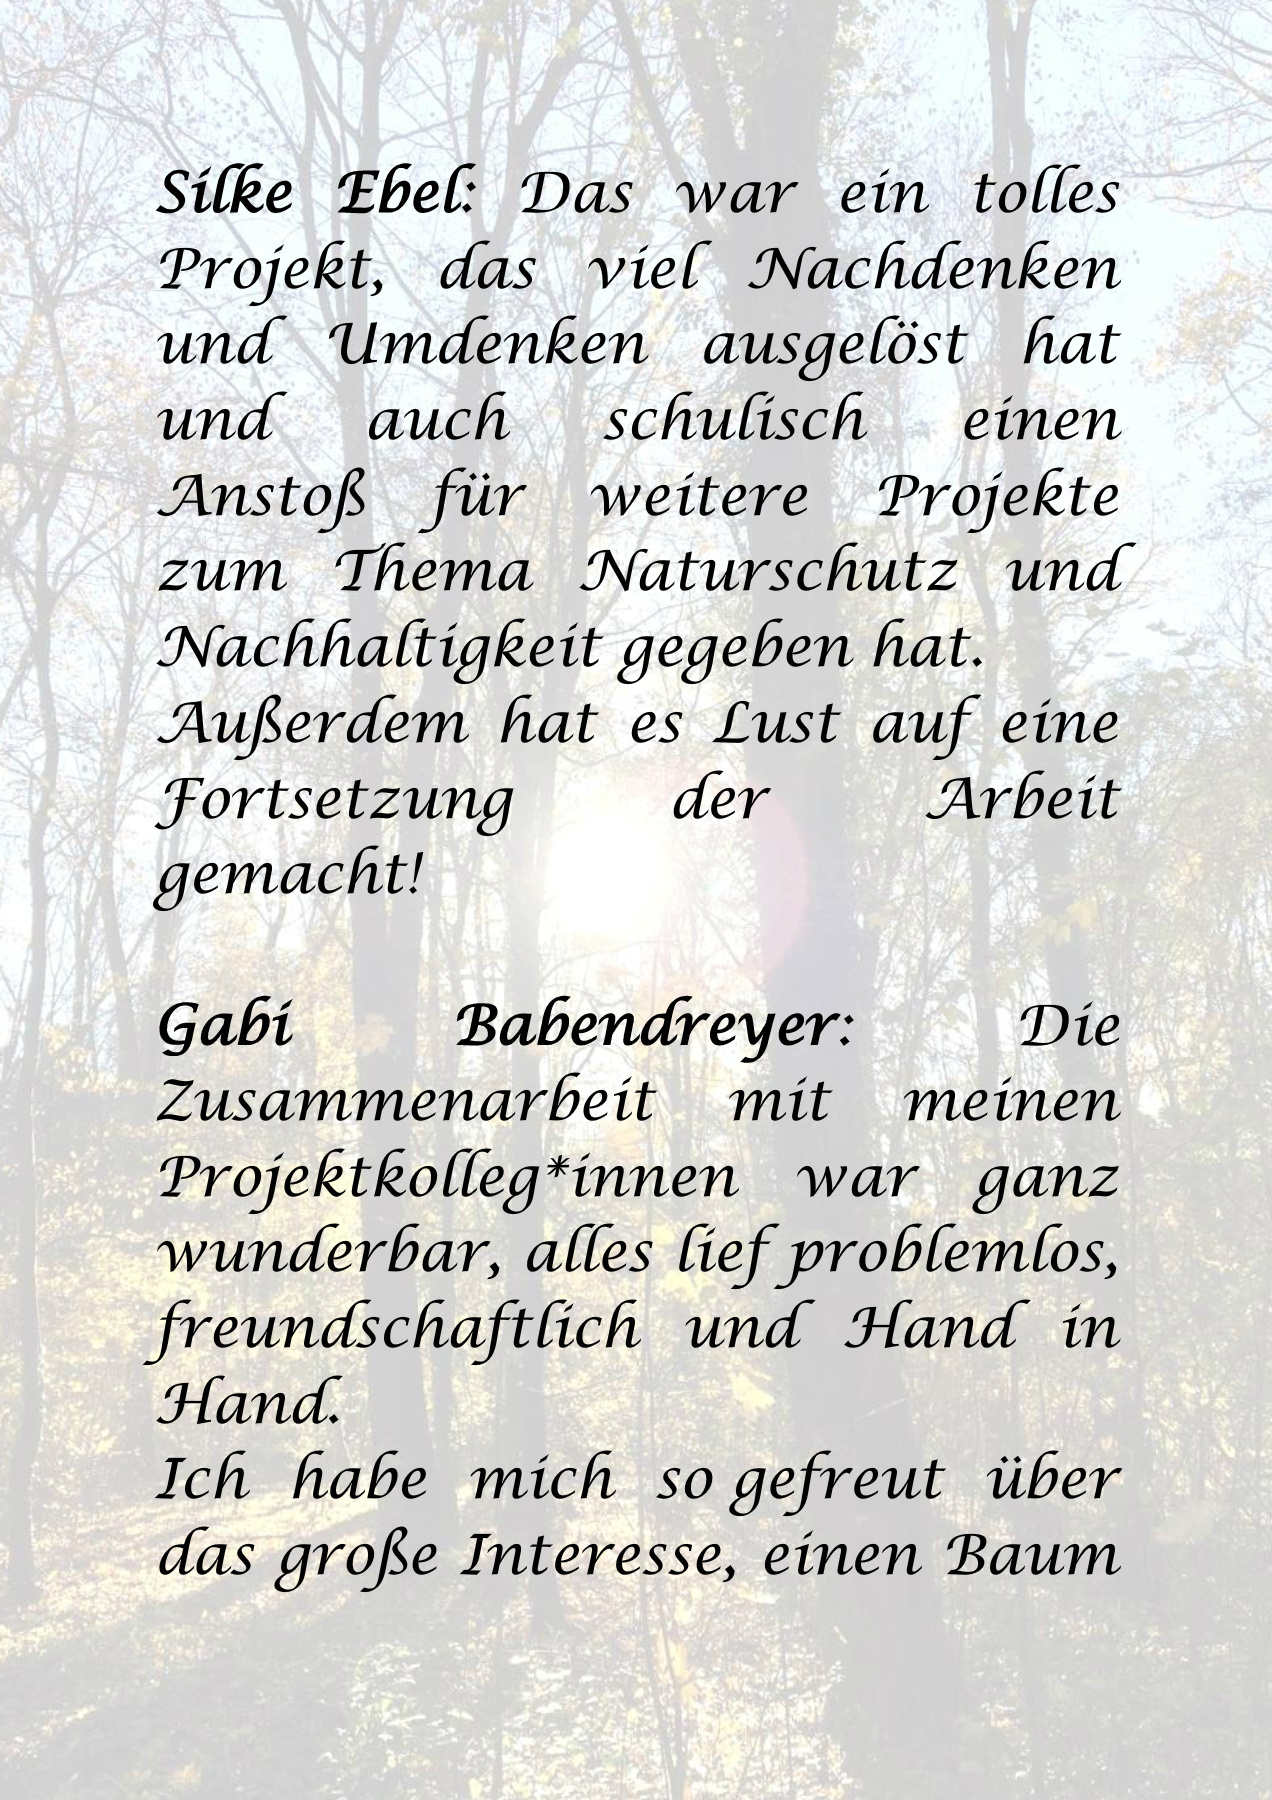 Silke Ebel: Das war ein tolles
Projekt, das viel Nachdenken
und Umdenken ausgelöst hat
und auch schulisch einen
Anstoß für weitere Projekte
zum Thema Naturschutz und
Nachhaltigkeit gegeben hat.
Außerdem hat es Lust auf eine
Fortsetzung der Arbeit
gemacht!
Gabi Babendreyer: Die
Zusammenarbeit mit meinen
Projektkolleg*innen war ganz
wunderbar, alles lief problemlos,
freundschaftlich und Hand in
Hand.
Ich habe mich so gefreut über
das große Interesse, einen Baum